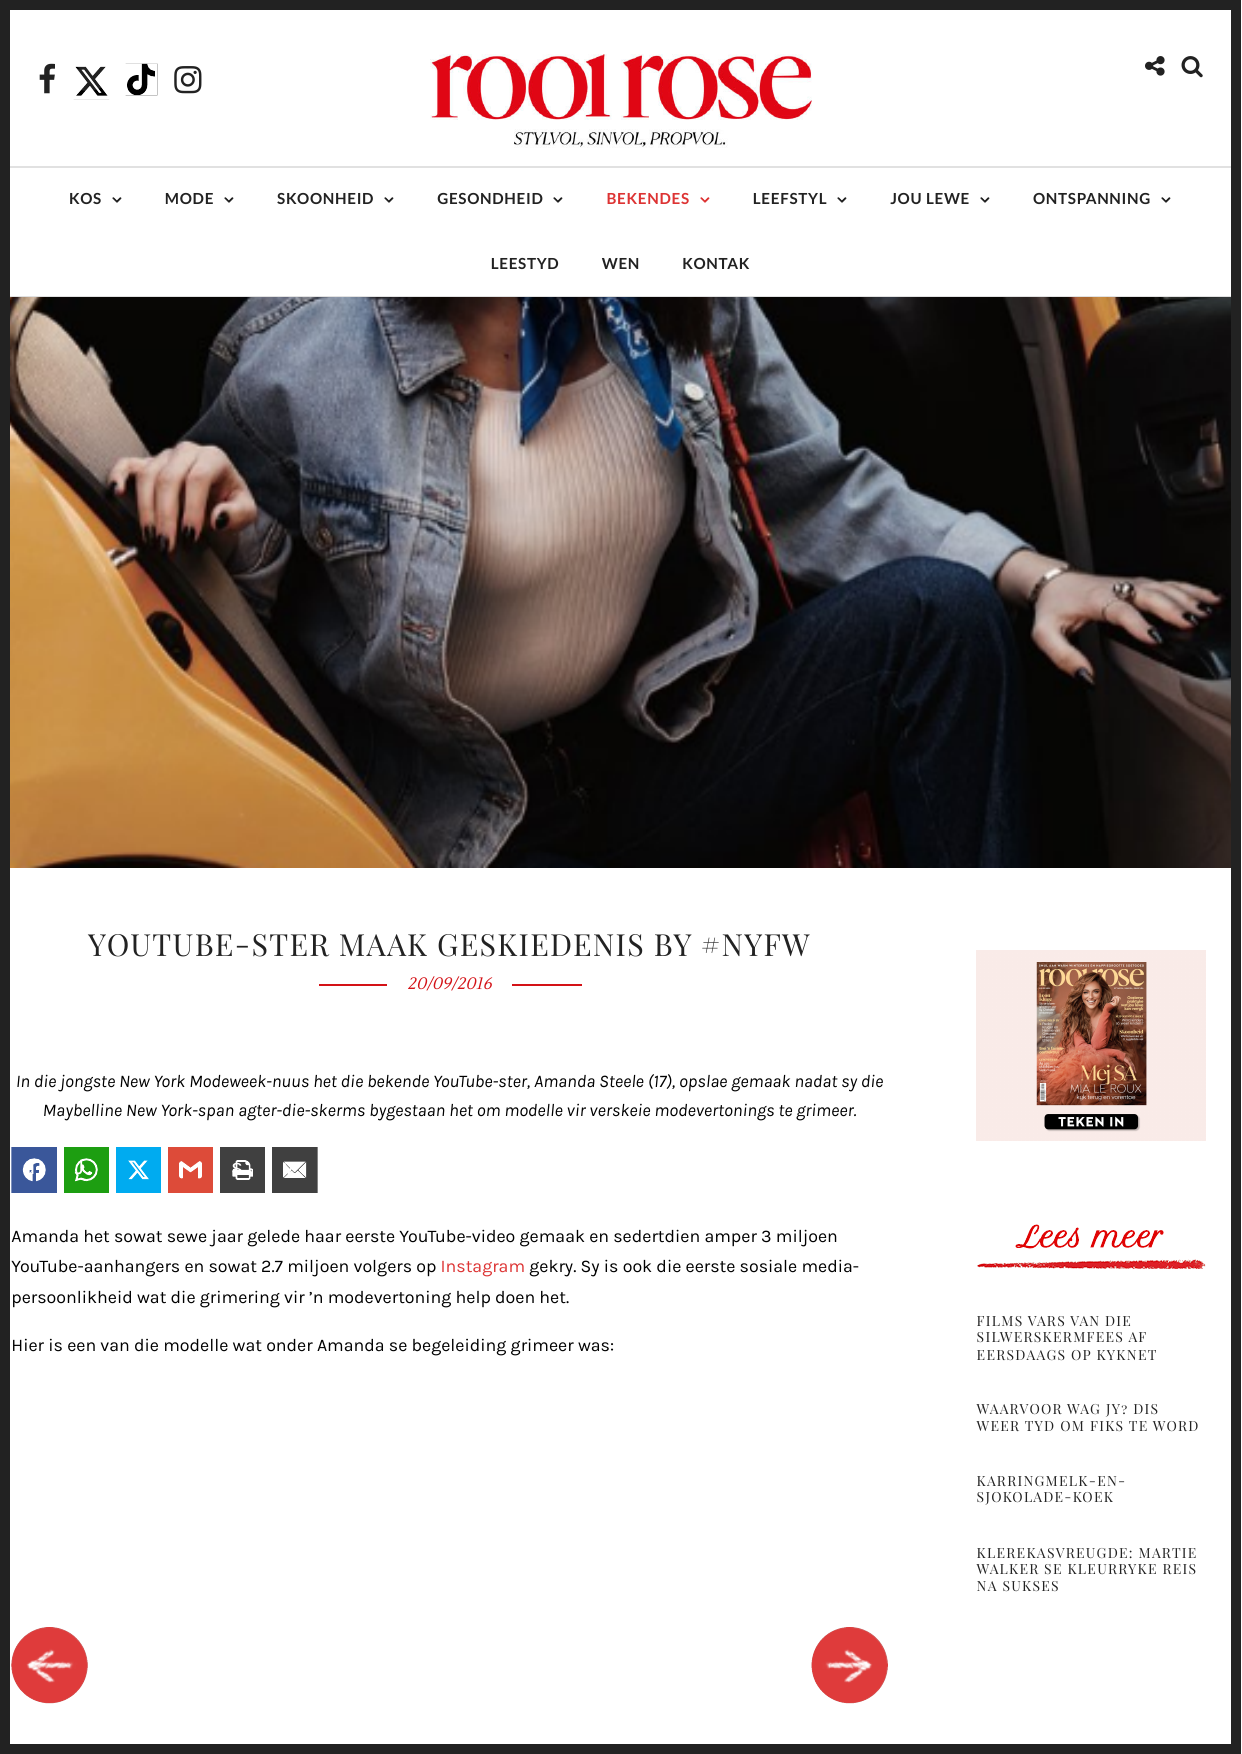 rooi rose
STYLVOL, SINVOL, PROPVOL.
KOS MODE SKOONHEID GESONDHEID BEKENDES LEEFSTYL JOU LEWE ONTSPANNING
LEESTYD WEN KONTAK
YOUTUBE-STER MAAK GESKIEDENIS BY #NYFW
20/09/2016
In die jongste New York Modeweek-nuus het die bekende YouTube-ster, Amanda Steele (17), opslae gemaak nadat sy die
Maybelline New York-span agter-die-skerms bygestaan het om modelle vir verskeie modevertonings te grimeer.
Amanda het sowat sewe jaar gelede haar eerste YouTube-video gemaak en sedertdien amper 3 miljoen
YouTube-aanhangers en sowat 2.7 miljoen volgers op Instagram gekry. Sy is ook die eerste sosiale media-
persoonlikheid wat die grimering vir ’n modevertoning help doen het.
Hier is een van die modelle wat onder Amanda se begeleiding grimeer was:
rooi rose
Mej SA
MIA LE ROUX
TEKEN IN
Lees meer
FILMS VARS VAN DIE
SILWERSKERMFEES AF
EERSDAAGS OP KYKNET
WAARVOOR WAG JY? DIS
WEER TYD OM FIKS TE WORD
KARRINGMELK-EN-
SJOKOLADE-KOEK
KLEREKASVREUGDE: MARTIE
WALKER SE KLEURRYKE REIS
NA SUKSES